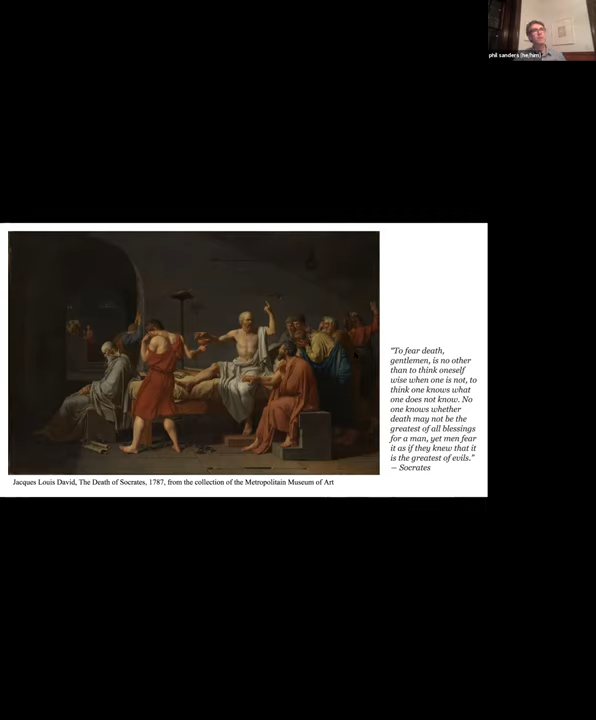 phil sanders (he/him)
"To fear death,
gentlemen, is no other
than to think oneself
wise when one is not, to
think one knows what
one does not know. No
one knows whether
death may not be the
greatest of all blessings
for a man, yet men fear
it as if they knew that it
is the greatest of evils."
― Socrates
Jacques Louis David, The Death of Socrates, 1787, from the collection of the Metropolitain Museum of Art